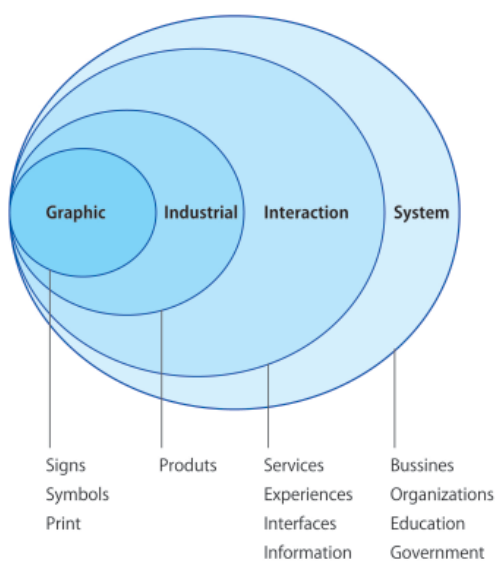 Graphic Industrial Interaction System
Signs
Symbols
Print
Produts
Services
Experiences
Interfaces
Information
Bussines
Organizations
Education
Government